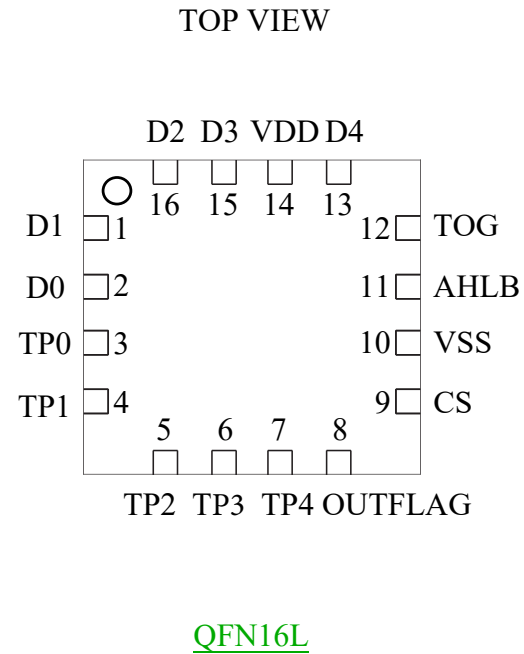 TOP VIEW
D2 D3 VDD D4
16 15 14 13
D1 1 12 TOG
D0 2 11 AHLB
TP0 3 10 VSS
TP1 4 9 CS
5 6 7 8
TP2 TP3 TP4 OUTFLAG
QFN16L